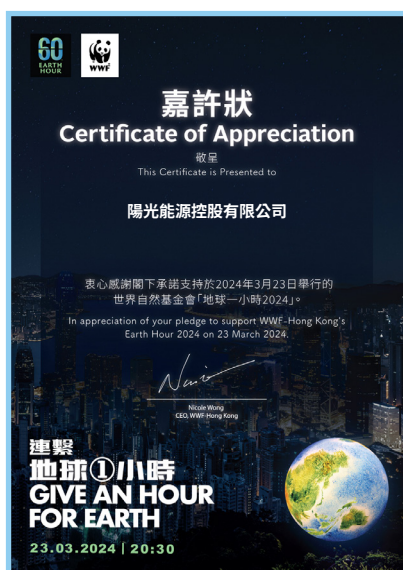 60
EARTH
HOUR
WWF
嘉許狀
Certificate of Appreciation
敬呈
This Certificate is Presented to
陽光能源控股有限公司
衷心感謝閣下承諾支持於2024年3月23日舉行的
世界自然基金會「地球一小時2024」。
In appreciation of your pledge to support WWF-Hong Kong's
Earth Hour 2024 on 23 March 2024.
Nicole Wong
CEO, WWF-Hong Kong
連繫
地球①小時
GIVE AN HOUR
FOR EARTH
23.03.2024 | 20:30